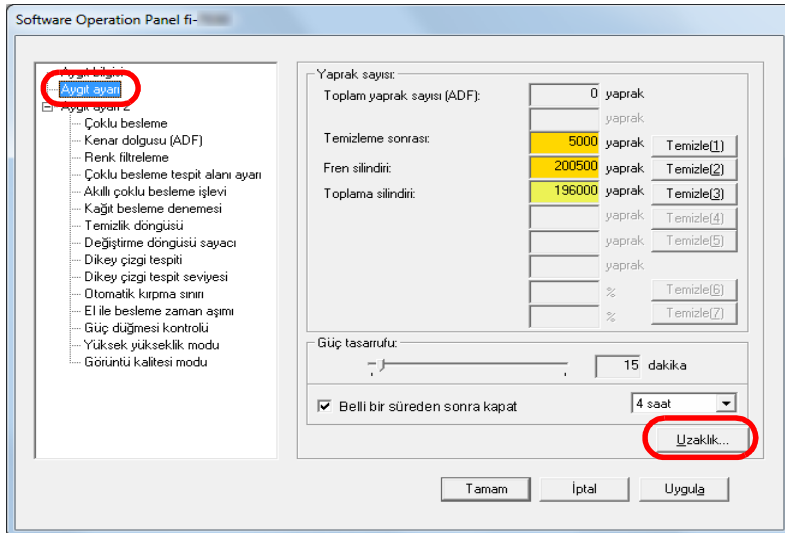 Software Operation Panel fi-
Aygıt bilgisi
Aygıt ayarı
Aygıt ayarı 2
Çoklu besleme
Kenar dolgusu (ADF)
Renk filtreleme
Çoklu besleme tespit alanı ayarı
Akıllı çoklu besleme işlevi
Kağıt besleme denemesi
Temizlik döngüsü
Değiştirme döngüsü sayacı
Dikey çizgi tespiti
Dikey çizgi tespit seviyesi
Otomatik kırpma sınırı
El ile besleme zaman aşımı
Güç düğmesi kontrolü
Yüksek yükseklik modu
Görüntü kalitesi modu
Yaprak sayısı:
Toplam yaprak sayısı (ADF): 0 yaprak
yaprak
Temizleme sonrası: 5000 yaprak Temizle(1)
Fren silindiri: 200500 yaprak Temizle(2)
Toplama silindiri: 196000 yaprak Temizle(3)
yaprak Temizle(4)
yaprak Temizle(5)
yaprak
% Temizle(6)
% Temizle(7)
Güç tasarrufu:
15 dakika
Belli bir süreden sonra kapat 4 saat
Uzaklık...
Tamam İptal Uygula